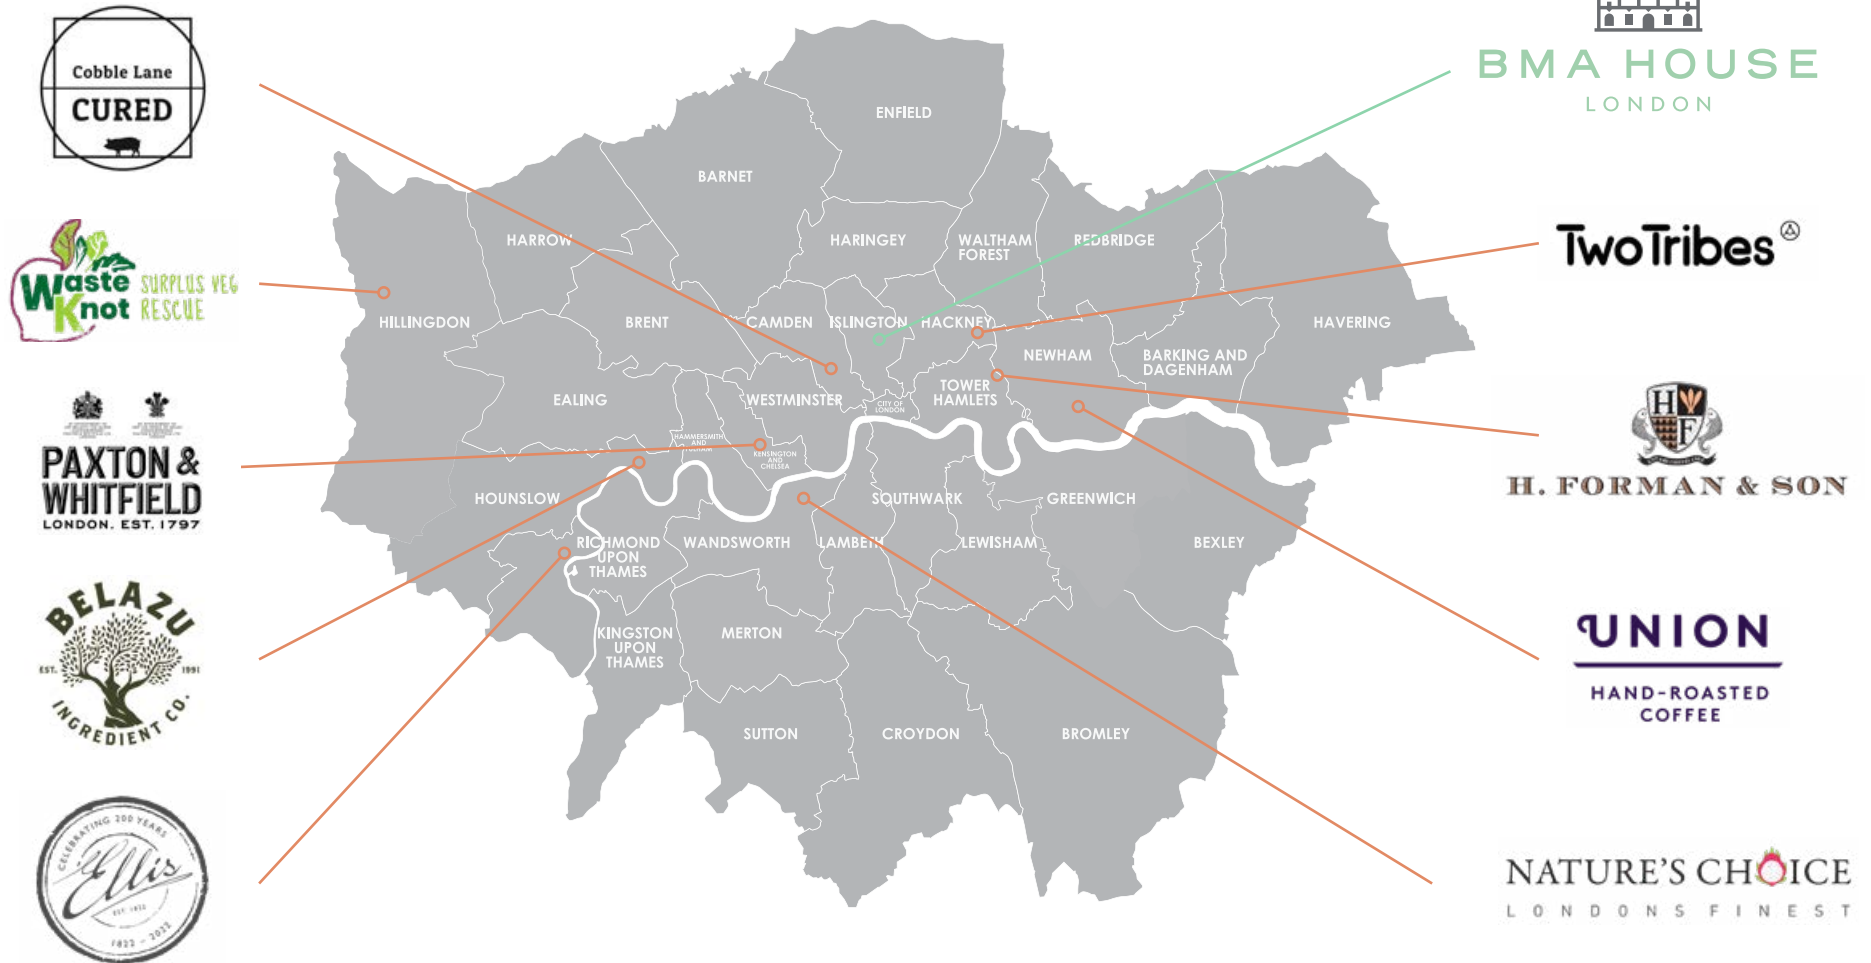 Cobble Lane
CURED
Waste
Knot
SURPLUS VEG
RESCUE
PAXTON &
WHITFIELD
LONDON. EST. 1797
BELAZU
EST. 1991
INGREDIENT CO.
CELEBRATING 200 YEARS
Ellis
EST. 1822
1822 - 2022
ENFIELD
BARNET
HARROW
HARINGEY
WALTHAM
FOREST
REDBRIDGE
HILLINGDON
BRENT
CAMDEN
ISLINGTON
HACKNEY
HAVERING
NEWHAM
BARKING AND
DAGENHAM
EALING
WESTMINSTER
CITY OF
LONDON
TOWER
HAMLETS
HAMMERSMITH
AND
FULHAM
KENSINGTON
AND
CHELSEA
HOUNSLOW
SOUTHWARK
GREENWICH
RICHMOND
UPON
THAMES
WANDSWORTH
LAMBETH
LEWISHAM
BEXLEY
KINGSTON
UPON
THAMES
MERTON
SUTTON
CROYDON
BROMLEY
BMA HOUSE
LONDON
TwoTribes
H F
H. FORMAN & SON
UNION
HAND-ROASTED
COFFEE
NATURE'S CHOICE
LONDONS FINEST